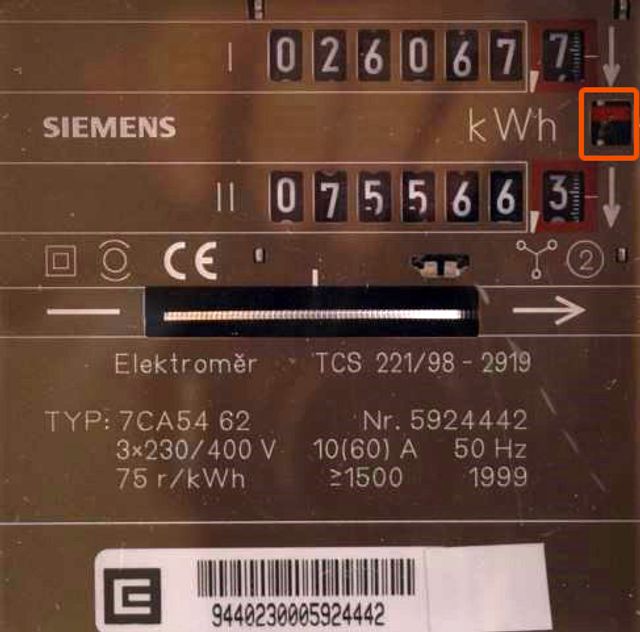 I 026067 7
SIEMENS kWh
II 075566 3
CE 2
Elektroměr TCS 221/98 - 2919
TYP: 7CA54 62 Nr. 5924442
3×230/400 V 10(60) A 50 Hz
75 r/kWh ≥1500 1999
9440230005924442